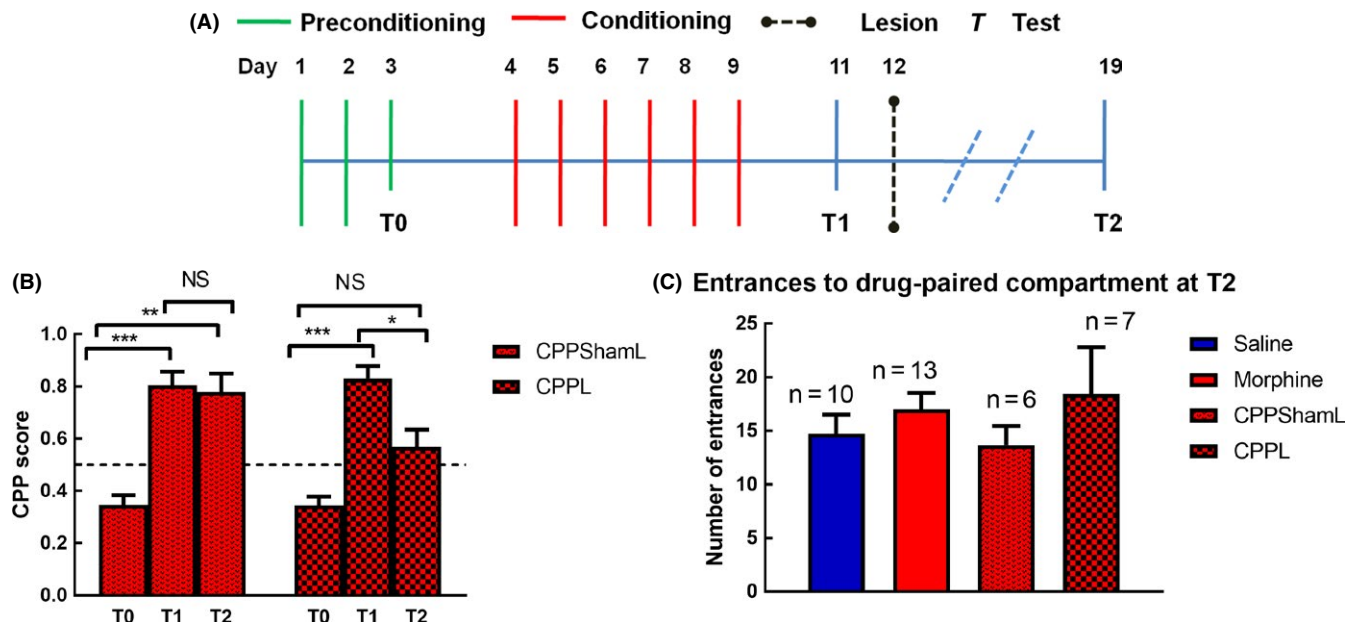 (A) Preconditioning Conditioning Lesion T Test
Day 1 2 3 4 5 6 7 8 9 11 12 19
T0 T1 T2
(B)
NS NS
** 
*** *** *
CPP score
1.0
0.8
0.6
0.4
0.2
0.0
T0 T1 T2 T0 T1 T2
CPPShamL
CPPL
(C) Entrances to drug-paired compartment at T2
Number of entrances
25
20
15
10
5
0
n=10
n=13
n=6
n=7
Saline
Morphine
CPPShamL
CPPL